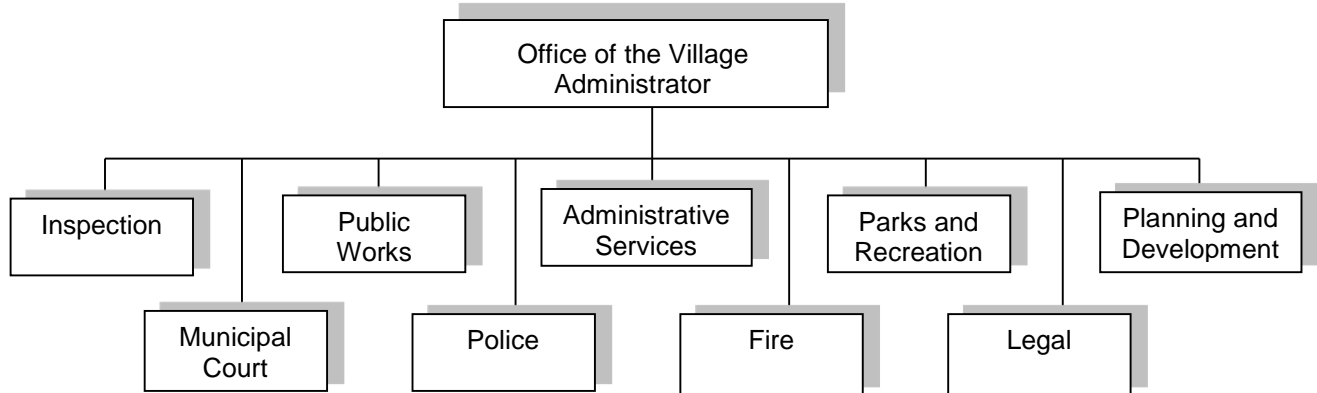 Office of the Village
Administrator
Inspection
Public
Works
Administrative
Services
Parks and
Recreation
Planning and
Development
Municipal
Court
Police
Fire
Legal